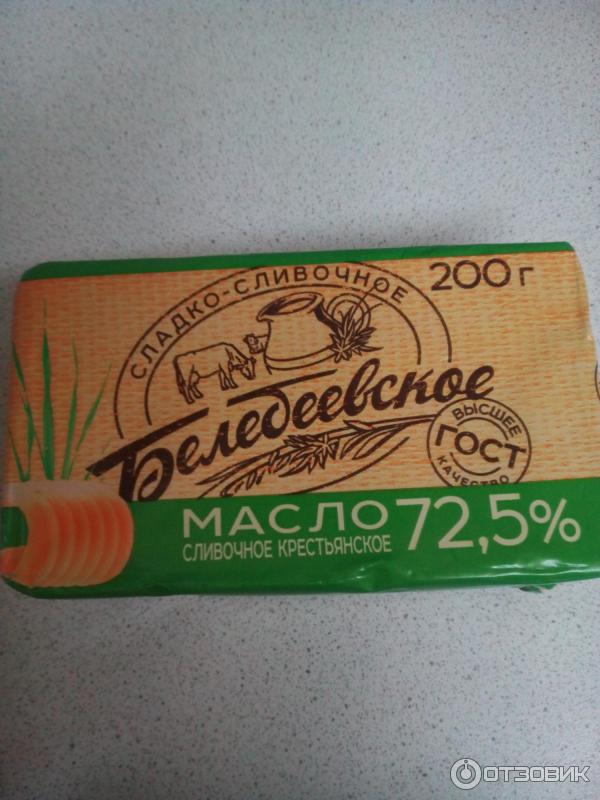 СЛАДКО-СЛИВОЧНОЕ
200 г
Белебеевское
ВЫСШЕЕ
ГОСТ
КАЧЕСТВО
МАСЛО
СЛИВОЧНОЕ КРЕСТЬЯНСКОЕ
72,5%
ОТЗОВИК